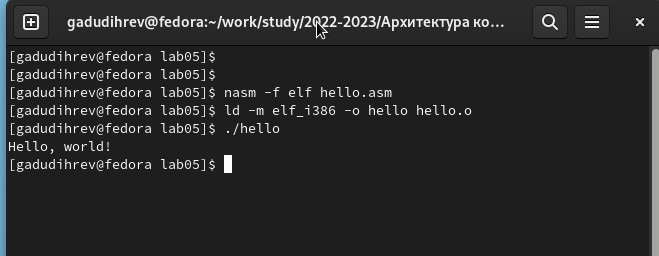 gadudihrev@fedora:~/work/study/2022-2023/Архитектура ко...
[gadudihrev@fedora lab05]$
[gadudihrev@fedora lab05]$
[gadudihrev@fedora lab05]$ nasm -f elf hello.asm
[gadudihrev@fedora lab05]$ ld -m elf_i386 -o hello hello.o
[gadudihrev@fedora lab05]$ ./hello
Hello, world!
[gadudihrev@fedora lab05]$